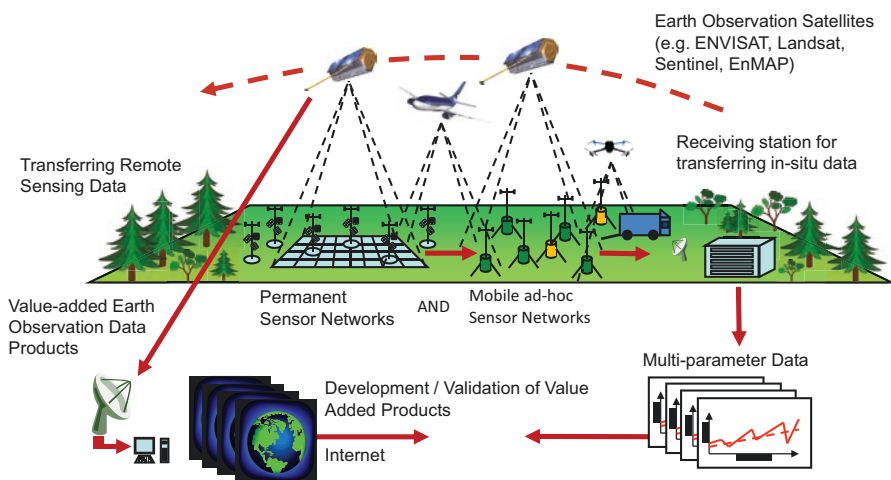 Earth Observation Satellites
(e.g. ENVISAT, Landsat,
Sentinel, EnMAP)
Receiving station for
transferring in-situ data
Transferring Remote
Sensing Data
Value-added Earth
Observation Data
Products
Permanent
Sensor Networks
AND
Mobile ad-hoc
Sensor Networks
Multi-parameter Data
Development / Validation of Value
Added Products
Internet